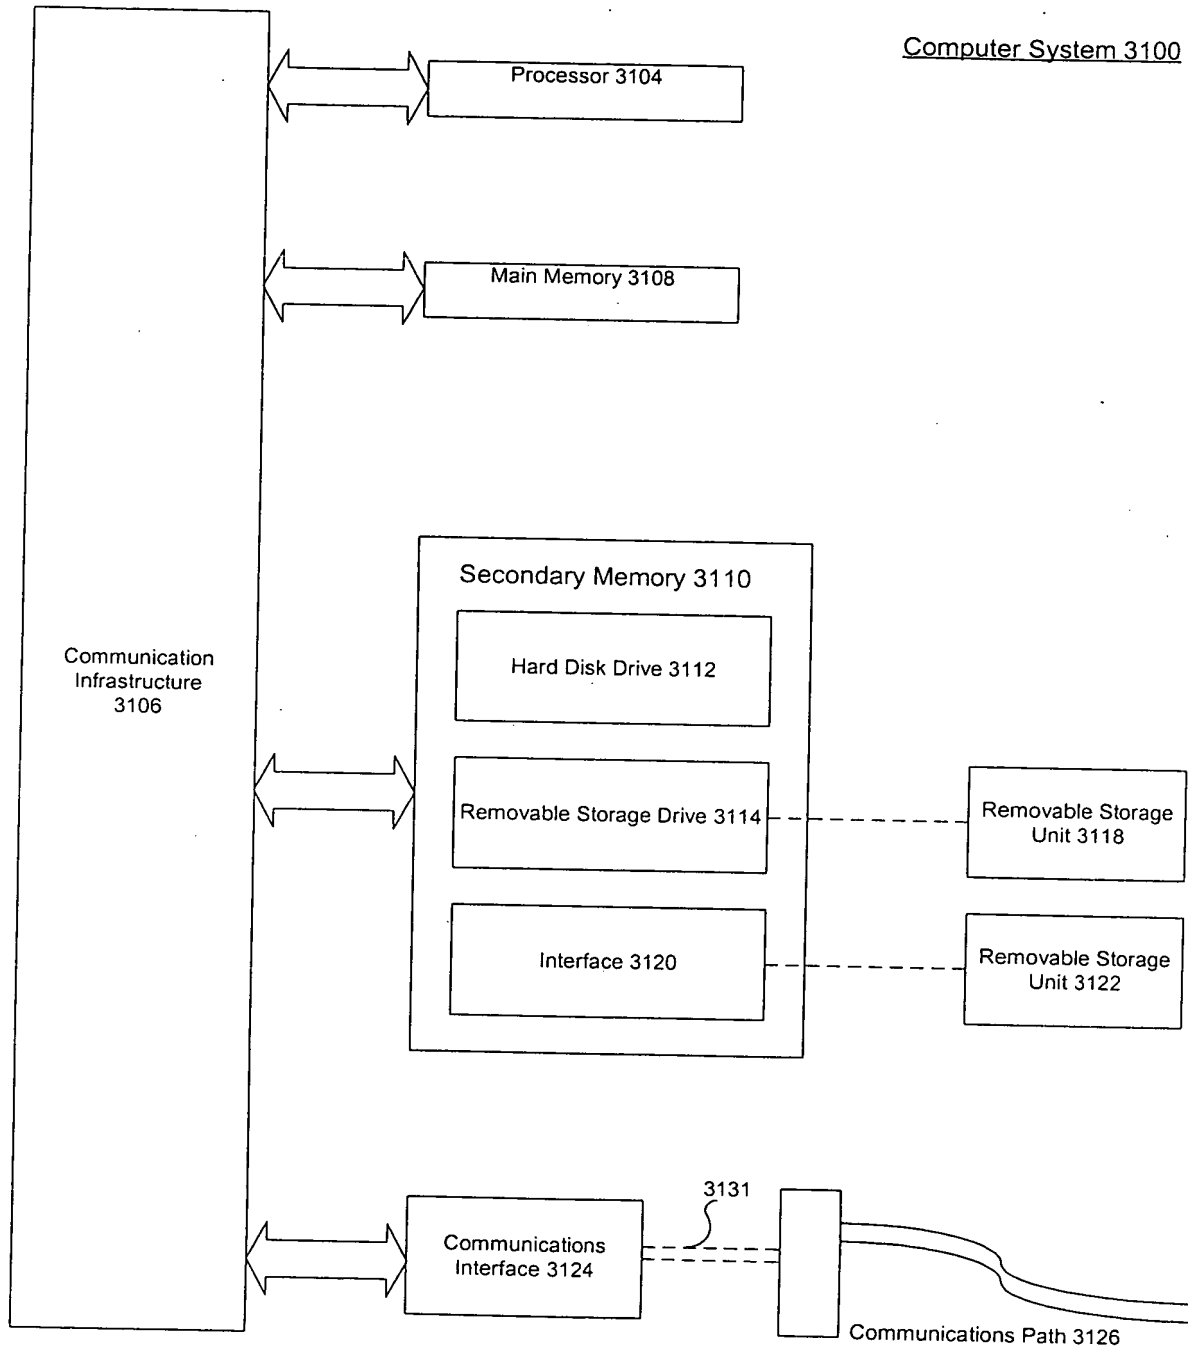 Computer System 3100
Processor 3104
Main Memory 3108
Secondary Memory 3110
Hard Disk Drive 3112
Communication
Infrastructure
3106
Removable Storage Drive 3114
Removable Storage
Unit 3118
Interface 3120
Removable Storage
Unit 3122
3131
Communications
Interface 3124
Communications Path 3126